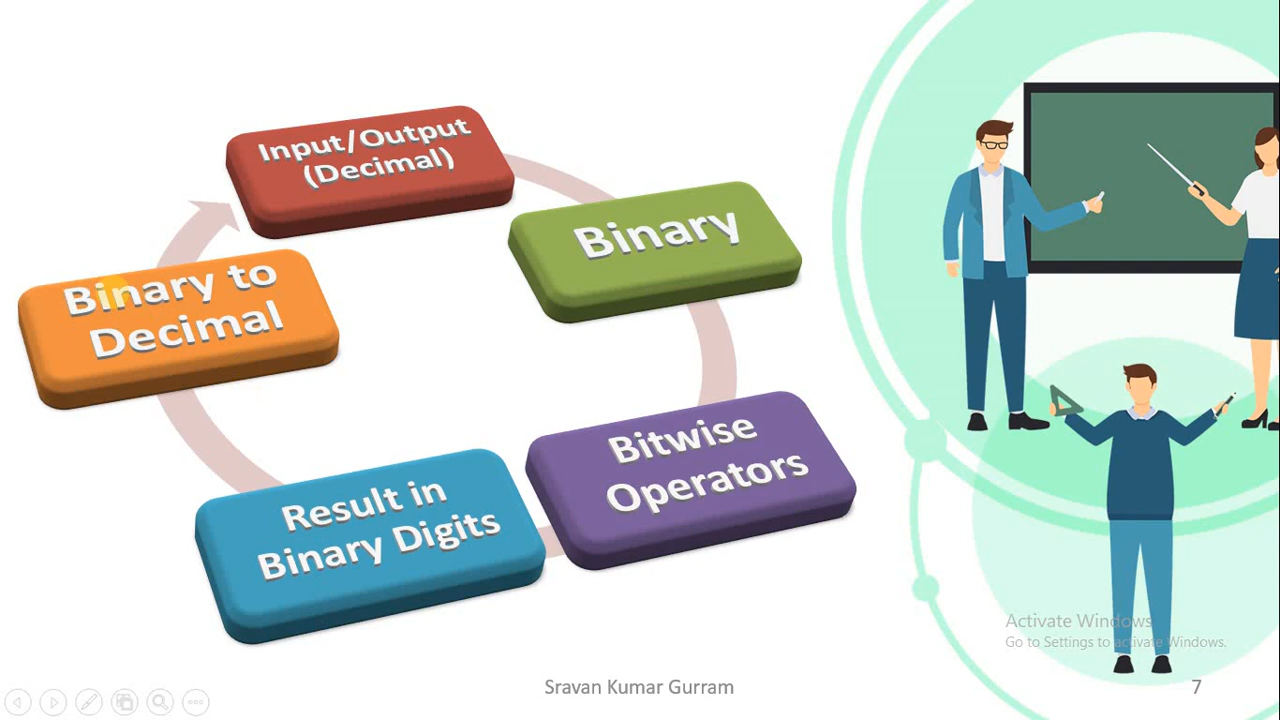 Input/Output
(Decimal)
Binary
Bitwise
Operators
Result in
Binary Digits
Binary to
Decimal
Activate Windows
Go to Settings to activate Windows.
Sravan Kumar Gurram
7